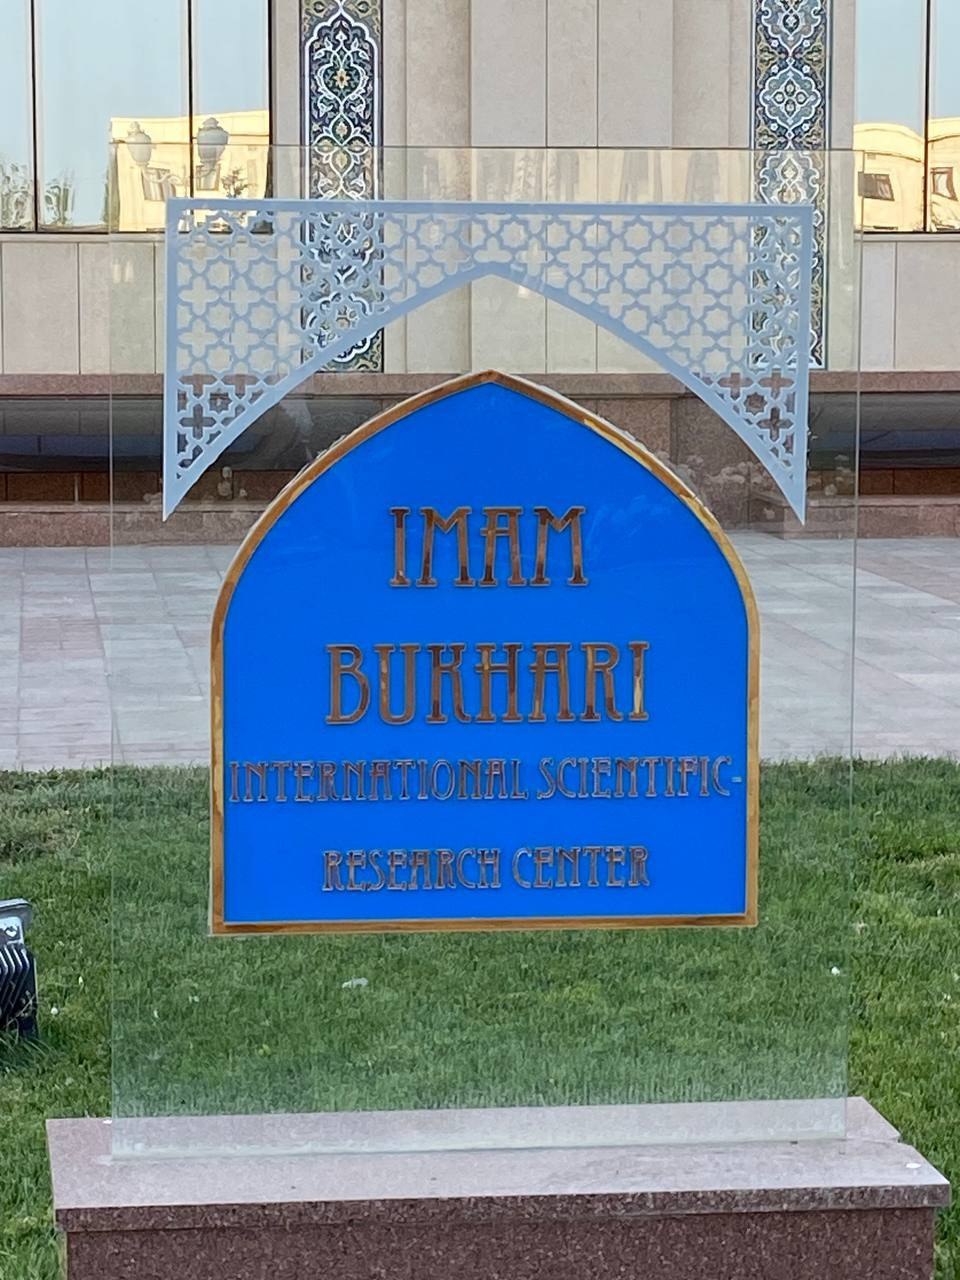 IMAM
BUKHARI
INTERNATIONAL SCIENTIFIC-
RESEARCH CENTER